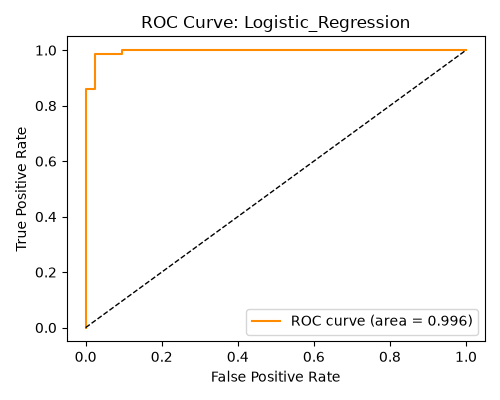 ROC Curve: Logistic_Regression
True Positive Rate
1.0
0.8
0.6
0.4
0.2
0.0
ROC curve (area = 0.996)
0.0 0.2 0.4 0.6 0.8 1.0
False Positive Rate